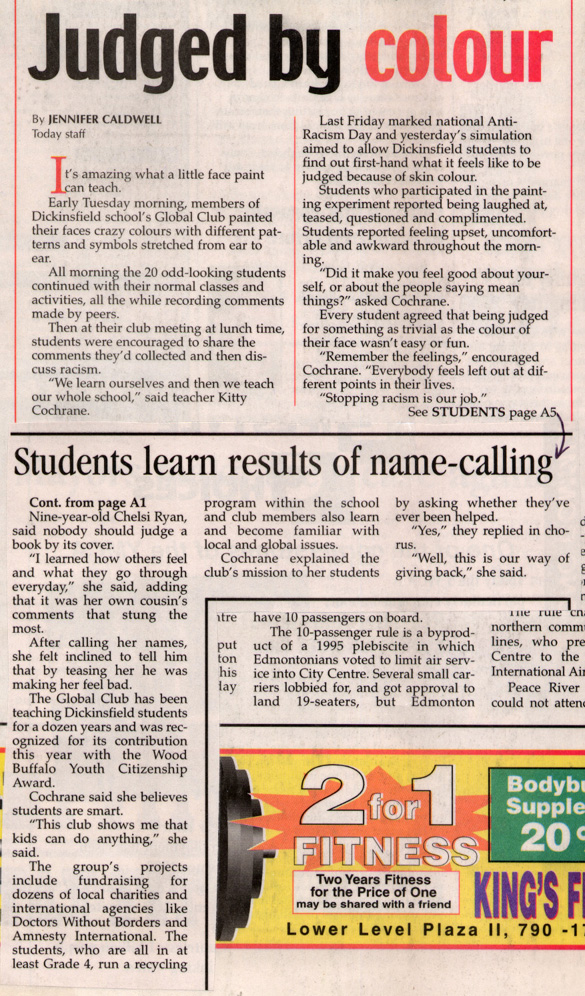 Judged by colour
By JENNIFER CALDWELL
Today staff
It's amazing what a little face paint
can teach.
Early Tuesday morning, members of
Dickinsfield school's Global Club painted
their faces crazy colours with different pat-
terns and symbols stretched from ear to
ear.
All morning the 20 odd-looking students
continued with their normal classes and
activities, all the while recording comments
made by peers.
Then at their club meeting at lunch time,
students were encouraged to share the
comments they'd collected and then dis-
cuss racism.
"We learn ourselves and then we teach
our whole school," said teacher Kitty
Cochrane.
Last Friday marked national Anti-
Racism Day and yesterday's simulation
aimed to allow Dickinsfield students to
find out first-hand what it feels like to be
judged because of skin colour.
Students who participated in the paint-
ing experiment reported being laughed at,
teased, questioned and complimented.
Students reported feeling upset, uncomfort-
able and awkward throughout the morn-
ing.
"Did it make you feel good about your-
self, or about the people saying mean
things?" asked Cochrane.
Every student agreed that being judged
for something as trivial as the colour of
their face wasn't easy or fun.
"Remember the feelings," encouraged
Cochrane. "Everybody feels left out at dif-
ferent points in their lives.
"Stopping racism is our job."
See STUDENTS page A5
Students learn results of name-calling
Cont. from page A1
Nine-year-old Chelsi Ryan,
said nobody should judge a
book by its cover.
"I learned how others feel
and what they go through
everyday," she said, adding
that it was her own cousin's
comments that stung the
most.
After calling her names,
she felt inclined to tell him
that by teasing her he was
making her feel bad.
The Global Club has been
teaching Dickinsfield students
for a dozen years and was rec-
ognized for its contribution
this year with the Wood
Buffalo Youth Citizenship
Award.
Cochrane said she believes
students are smart.
"This club shows me that
kids can do anything," she
said.
The group's projects
include fundraising for
dozens of local charities and
international agencies like
Doctors Without Borders and
Amnesty International. The
students, who are all in at
least Grade 4, run a recycling
program within the school
and club members also learn
and become familiar with
local and global issues.
Cochrane explained the
club's mission to her students
by asking whether they've
ever been helped.
"Yes," they replied in cho-
rus.
"Well, this is our way of
giving back," she said.
ntre
put
ton
his
lay
have 10 passengers on board.
The 10-passenger rule is a byprod-
uct of a 1995 plebiscite in which
Edmontonians voted to limit air serv-
ice into City Centre. Several small car-
riers lobbied for, and got approval to
land 19-seaters, but Edmonton
The rule
northern comm
lines, who pre
Centre to the
International Air
Peace River
could not atten
2 for 1
FITNESS
Two Years Fitness
for the Price of One
may be shared with a friend
Bodybu
Supple
20%
KING'S F
Lower Level Plaza II, 790 -17